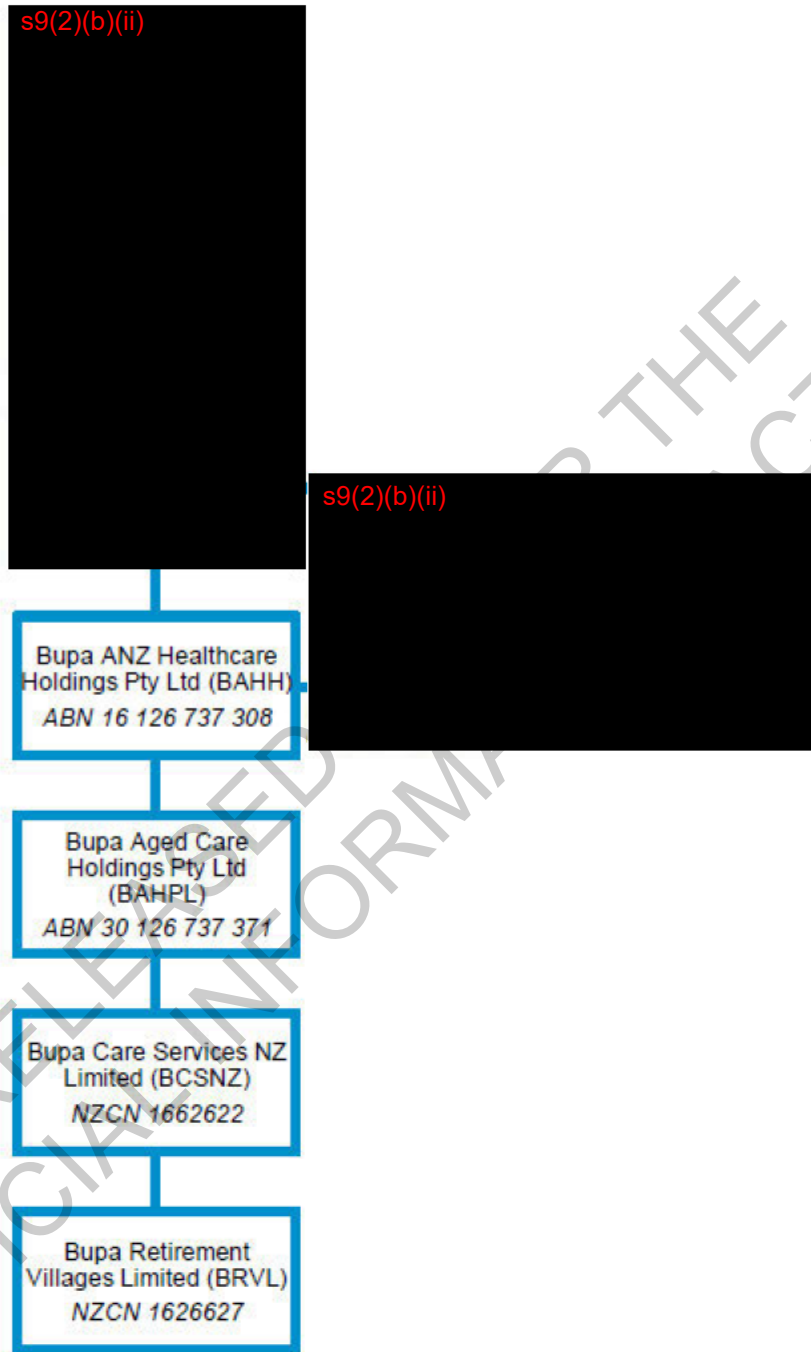 s9(2)(b)(ii)
s9(2)(b)(ii)
Bupa ANZ Healthcare
Holdings Pty Ltd (BAHH)
ABN 16 126 737 308
Bupa Aged Care
Holdings Pty Ltd
(BAHPL)
ABN 30 126 737 371
Bupa Care Services NZ
Limited (BCSNZ)
NZCN 1662622
Bupa Retirement
Villages Limited (BRVL)
NZCN 1626627
RELEASED
THE